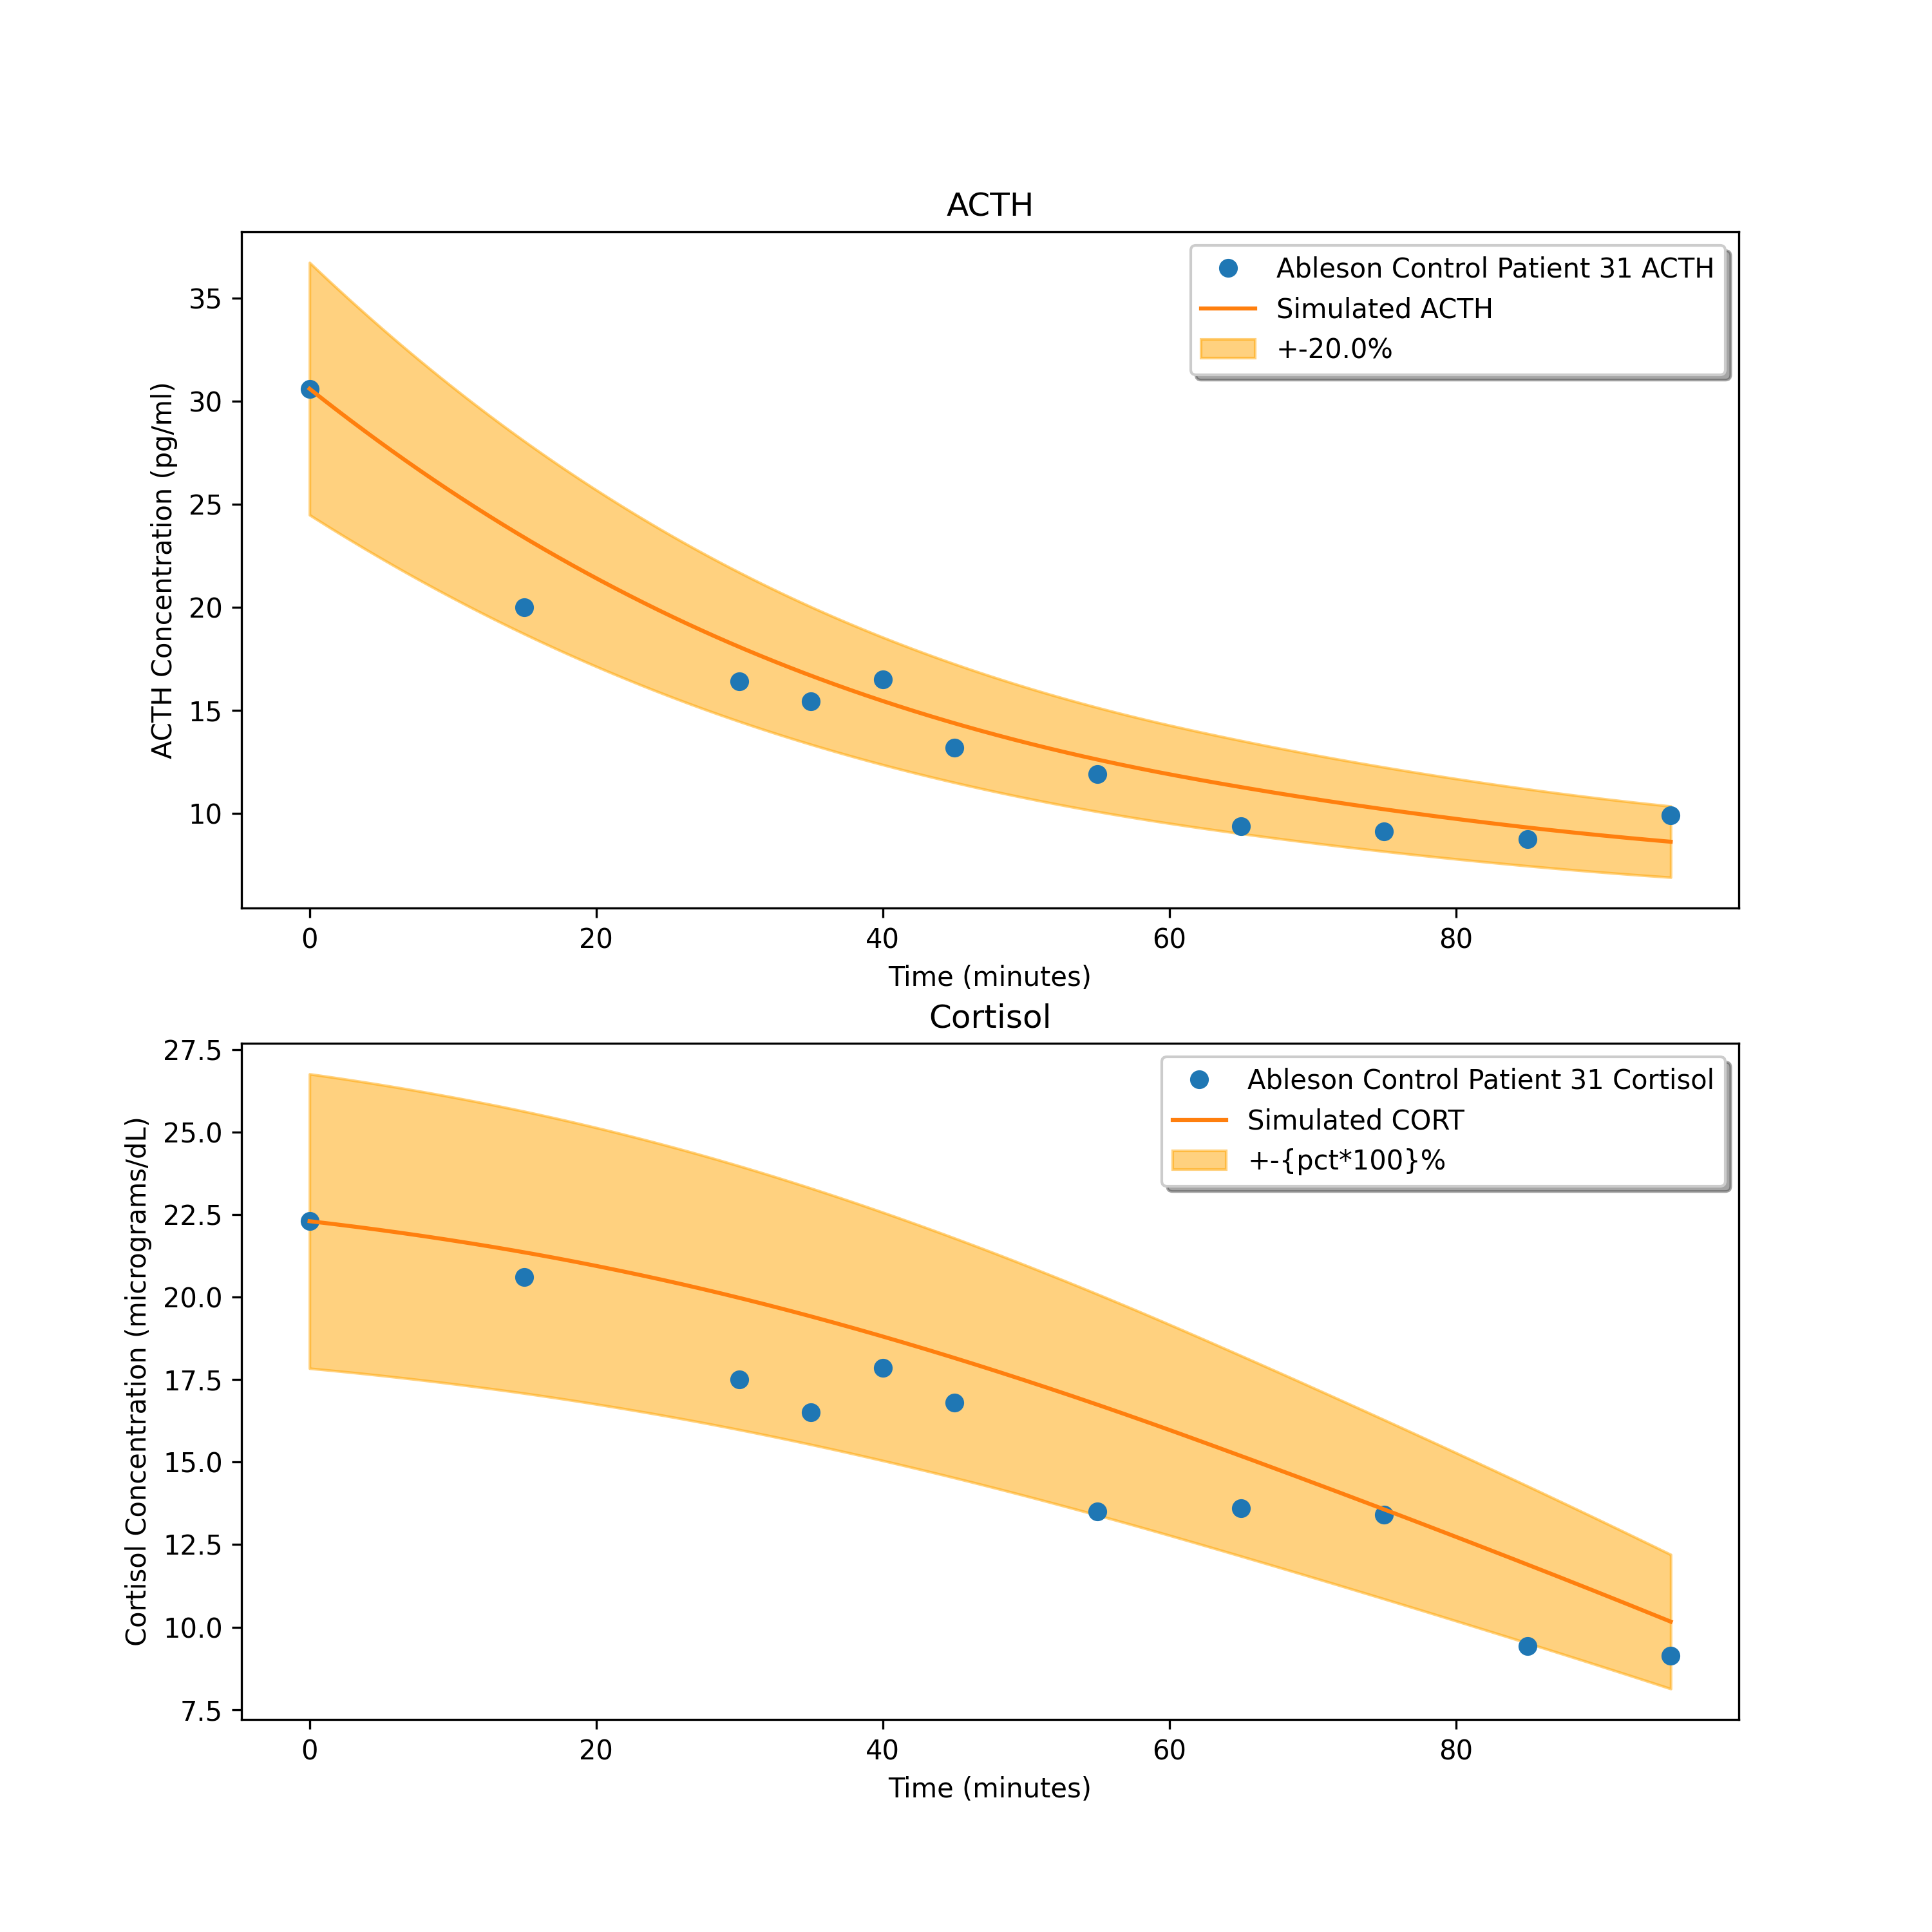 ACTH
Ableson Control Patient 31 ACTH
Simulated ACTH
+-20.0%
ACTH Concentration (pg/ml)
35
30
25
20
15
10
0 20 40 60 80
Time (minutes)
Cortisol
Ableson Control Patient 31 Cortisol
Simulated CORT
+-{pct*100}%
Cortisol Concentration (micrograms/dL)
27.5
25.0
22.5
20.0
17.5
15.0
12.5
10.0
7.5
0 20 40 60 80
Time (minutes)